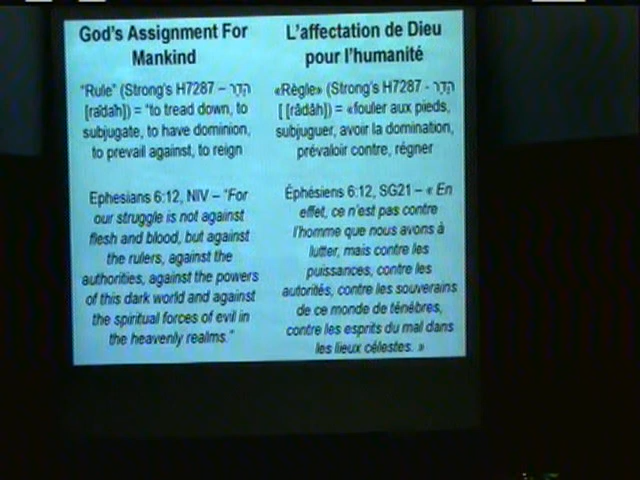 God's Assignment For
Mankind
"Rule" (Strong's H7287 – הָדָר
[râdah]) = "to tread down, to
subjugate, to have dominion,
to prevail against, to reign
Ephesians 6:12, NIV – "For
our struggle is not against
flesh and blood, but against
the rulers, against the
authorities, against the powers
of this dark world and against
the spiritual forces of evil in
the heavenly realms."
L'affectation de Dieu
pour l'humanité
«Règle» (Strong's H7287 - הָדָר
[ [râdâh]) = «fouler aux pieds,
subjuguer, avoir la domination,
prévaloir contre, régner
Éphésiens 6:12, SG21 – « En
effet, ce n'est pas contre
l'homme que nous avons à
lutter, mais contre les
puissances, contre les
autorités, contre les souverains
de ce monde de ténèbres,
contre les esprits du mal dans
les lieux célestes. »